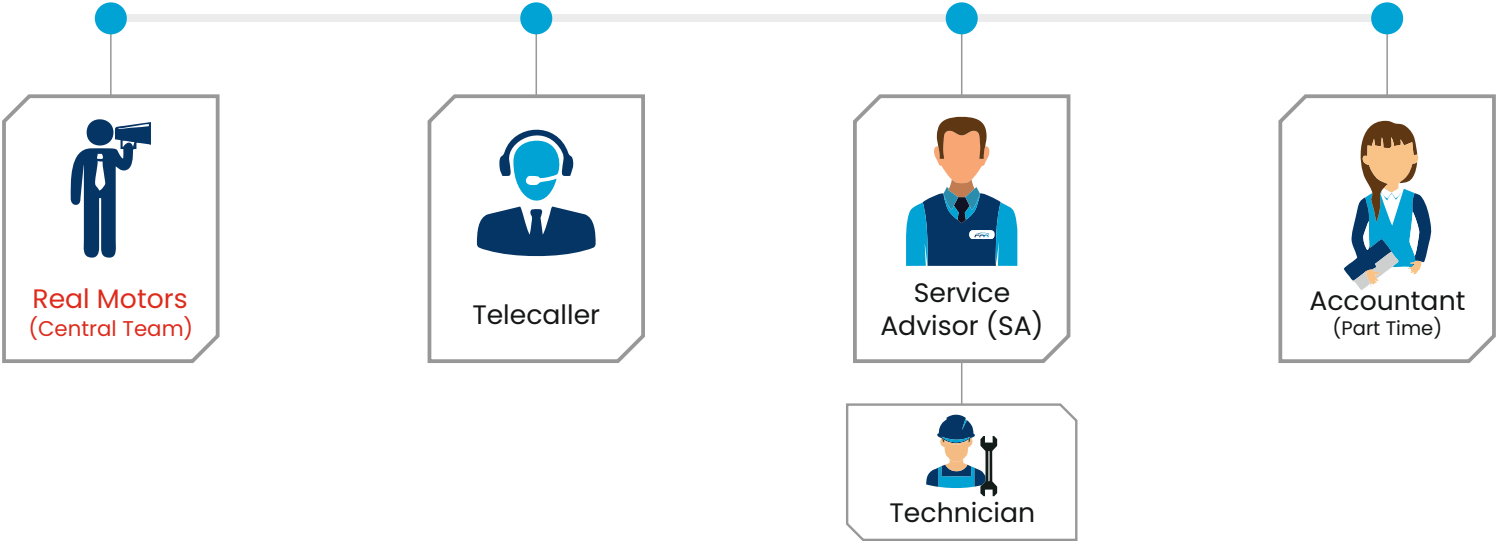 Real Motors
(Central Team)
Telecaller
Service
Advisor (SA)
Accountant
(Part Time)
Technician